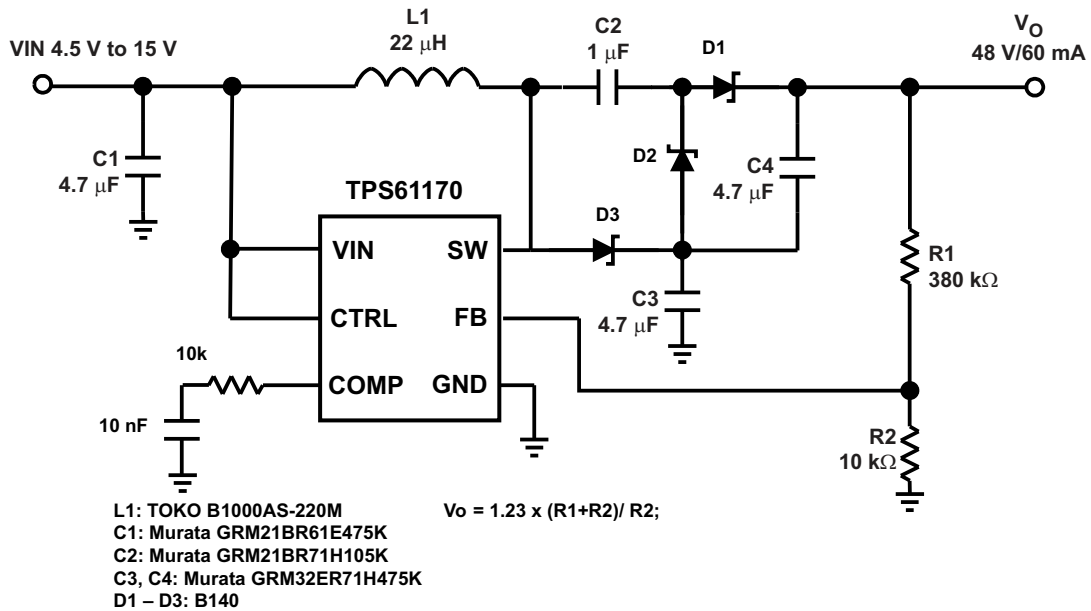 VIN 4.5 V to 15 V
L1
22 μH
C2
1 μF
D1
V_O
48 V/60 mA
C1
4.7 μF
D2
C4
4.7 μF
TPS61170
D3
VIN
SW
R1
380 kΩ
C3
4.7 μF
CTRL
FB
10k
COMP
GND
10 nF
R2
10 kΩ
L1: TOKO B1000AS-220M
Vo = 1.23 x (R1+R2)/ R2;
C1: Murata GRM21BR61E475K
C2: Murata GRM21BR71H105K
C3, C4: Murata GRM32ER71H475K
D1 – D3: B140